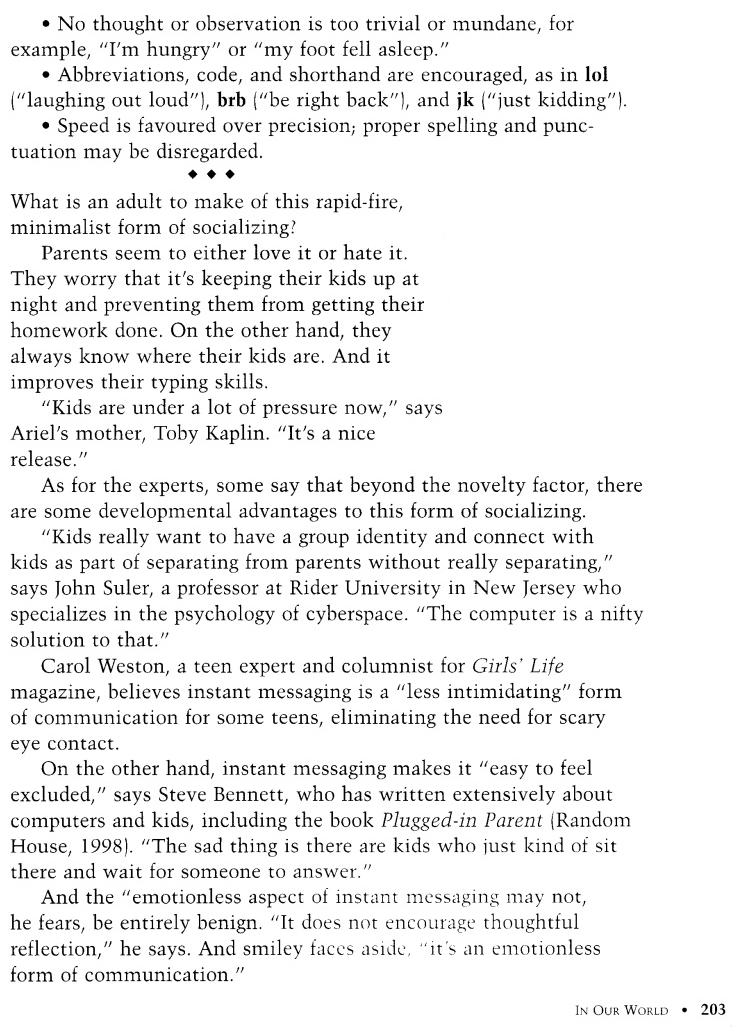 • No thought or observation is too trivial or mundane, for
example, “I’m hungry” or “my foot fell asleep.”
• Abbreviations, code, and shorthand are encouraged, as in lol
(“laughing out loud”), brb (“be right back”), and jk (“just kidding”).
• Speed is favoured over precision; proper spelling and punc-
tuation may be disregarded.
◆ ◆ ◆
What is an adult to make of this rapid-fire,
minimalist form of socializing?
Parents seem to either love it or hate it.
They worry that it’s keeping their kids up at
night and preventing them from getting their
homework done. On the other hand, they
always know where their kids are. And it
improves their typing skills.
“Kids are under a lot of pressure now,” says
Ariel’s mother, Toby Kaplin. “It’s a nice
release.”
As for the experts, some say that beyond the novelty factor, there
are some developmental advantages to this form of socializing.
“Kids really want to have a group identity and connect with
kids as part of separating from parents without really separating,”
says John Suler, a professor at Rider University in New Jersey who
specializes in the psychology of cyberspace. “The computer is a nifty
solution to that.”
Carol Weston, a teen expert and columnist for Girls’ Life
magazine, believes instant messaging is a “less intimidating” form
of communication for some teens, eliminating the need for scary
eye contact.
On the other hand, instant messaging makes it “easy to feel
excluded,” says Steve Bennett, who has written extensively about
computers and kids, including the book Plugged-in Parent (Random
House, 1998). “The sad thing is there are kids who just kind of sit
there and wait for someone to answer.”
And the “emotionless aspect of instant messaging may not,
he fears, be entirely benign. “It does not encourage thoughtful
reflection,” he says. And smiley faces aside, “it’s an emotionless
form of communication.”
IN OUR WORLD • 203